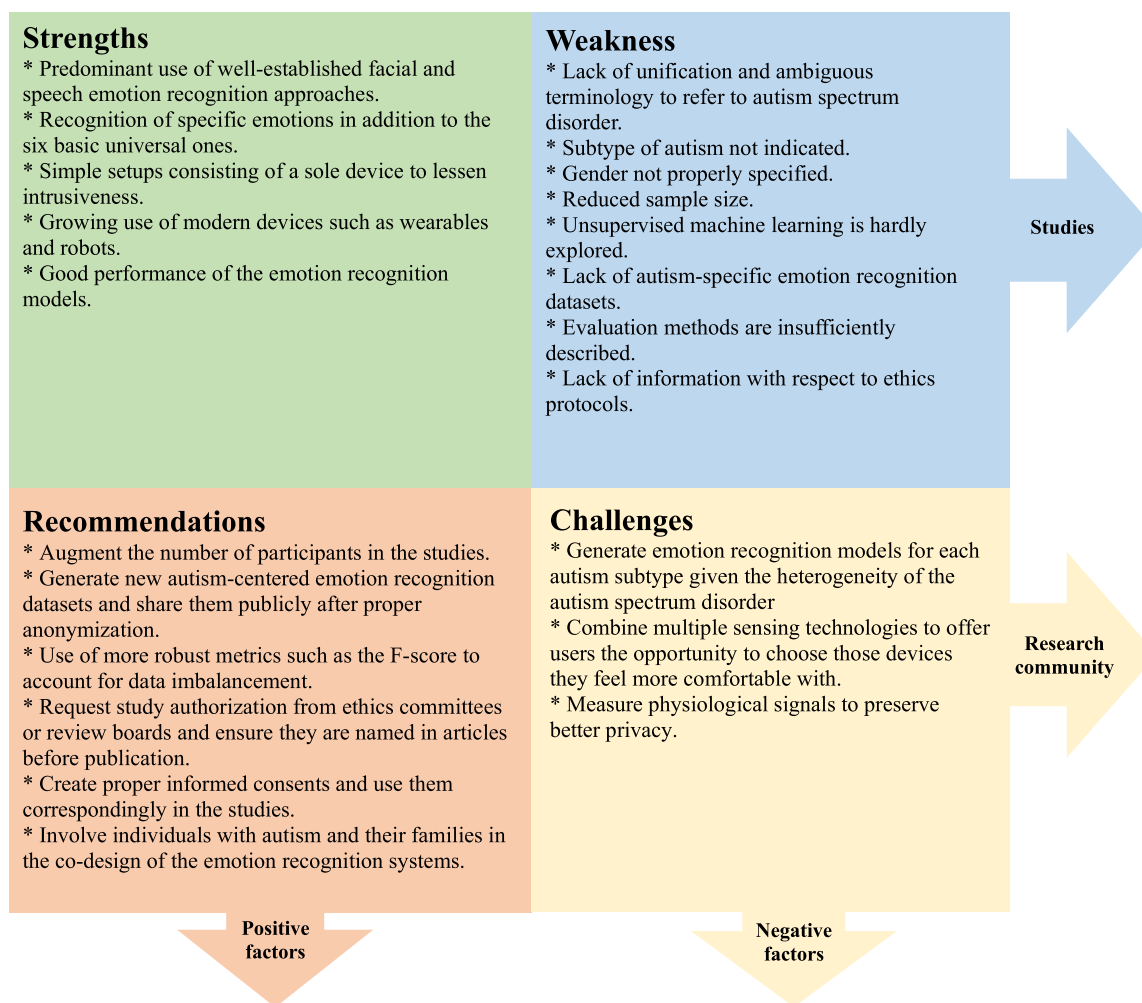 Strengths
* Predominant use of well-established facial and
speech emotion recognition approaches.
* Recognition of specific emotions in addition to the
six basic universal ones.
* Simple setups consisting of a sole device to lessen
intrusiveness.
* Growing use of modern devices such as wearables
and robots.
* Good performance of the emotion recognition
models.
Weakness
* Lack of unification and ambiguous
terminology to refer to autism spectrum
disorder.
* Subtype of autism not indicated.
* Gender not properly specified.
* Reduced sample size.
* Unsupervised machine learning is hardly
explored.
* Lack of autism-specific emotion recognition
datasets.
* Evaluation methods are insufficiently
described.
* Lack of information with respect to ethics
protocols.
Studies
Recommendations
* Augment the number of participants in the studies.
* Generate new autism-centered emotion recognition
datasets and share them publicly after proper
anonymization.
* Use of more robust metrics such as the F-score to
account for data imbalancement.
* Request study authorization from ethics committees
or review boards and ensure they are named in articles
before publication.
* Create proper informed consents and use them
correspondingly in the studies.
* Involve individuals with autism and their families in
the co-design of the emotion recognition systems.
Challenges
* Generate emotion recognition models for each
autism subtype given the heterogeneity of the
autism spectrum disorder
* Combine multiple sensing technologies to offer
users the opportunity to choose those devices
they feel more comfortable with.
* Measure physiological signals to preserve
better privacy.
Research
community
Positive
factors
Negative
factors